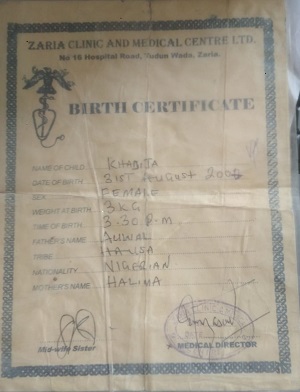 ZARIA CLINIC AND MEDICAL CENTRE LTD.
No 16 Hospital Road, Tudun Wada, Zaria.
BIRTH CERTIFICATE
NAME OF CHILD KHADIJA
DATE OF BIRTH 31ST AUGUST
SEX FEMALE
WEIGHT AT BIRTH 3KG
TIME OF BIRTH 3.30 P.M
FATHER'S NAME AUWAL
TRIBE HAUSA
NATIONALITY NIGERIAN
MOTHER'S NAME HALIMA
Mid-wife Sister
MEDICAL DIRECTOR